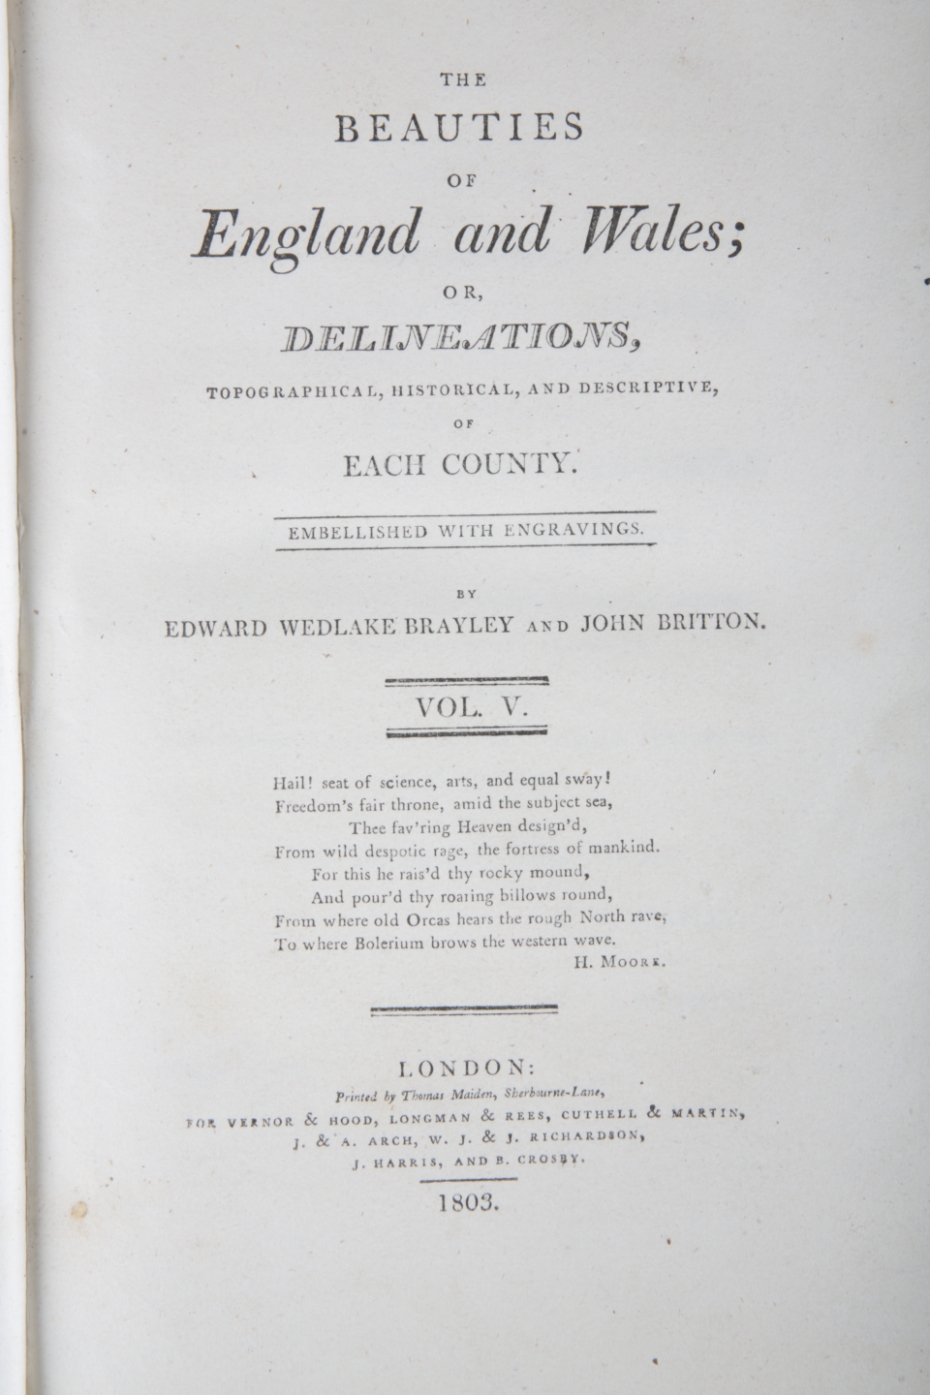 THE
BEAUTIES
OF
England and Wales;
OR,
DELINEATIONS,
TOPOGRAPHICAL, HISTORICAL, AND DESCRIPTIVE,
OF
EACH COUNTY.
EMBELLISHED WITH ENGRAVINGS.
BY
EDWARD WEDLAKE BRAYLEY AND JOHN BRITTON.
VOL. V.
Hail! seat of science, arts, and equal sway!
Freedom's fair throne, amid the subject sea,
Thee fav'ring Heaven design'd,
From wild despotic rage, the fortress of mankind.
For this he rais'd thy rocky mound,
And pour'd thy roaring billows round,
From where old Orcas hears the rough North rave,
To where Bolerium brows the western wave.
H. MOORE.
LONDON:
Printed by Thomas Maiden, Sherbourne-Lane,
FOR VERNOR & HOOD, LONGMAN & REES, CUTHELL & MARTIN,
J. & A. ARCH, W. J. & J. RICHARDSON,
J. HARRIS, AND B. CROSBY.
1803.